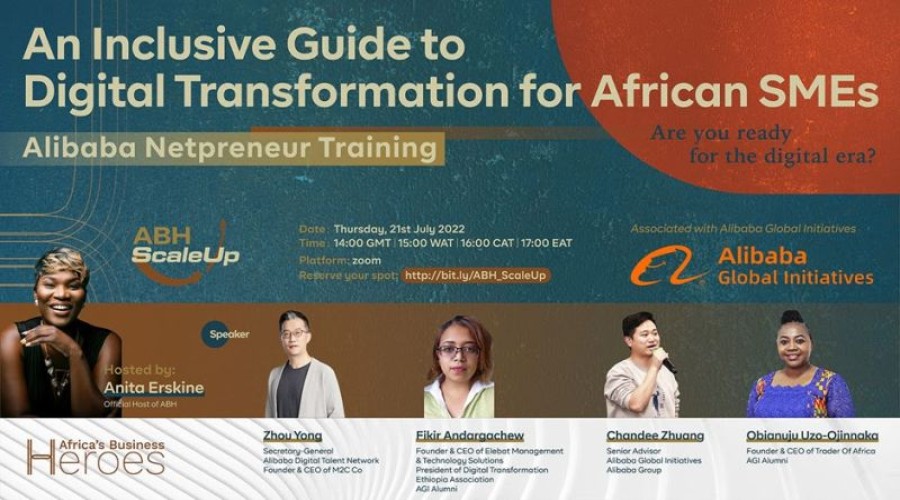 An Inclusive Guide to
Digital Transformation for African SMEs
Alibaba Netpreneur Training
Are you ready
for the digital era?
ABH
ScaleUp
Date : Thursday, 21st July 2022
Time : 14:00 GMT | 15:00 WAT | 16:00 CAT | 17:00 EAT
Platform: zoom
Reserve your spot: http://bit.ly/ABH_ScaleUp
Associated with Alibaba Global Initiatives
Alibaba
Global Initiatives
Speaker
Hosted by:
Anita Erskine
Official Host of ABH
Africa's Business
Heroes
Zhou Yong
Secretary-General
Alibaba Digital Talent Network
Founder & CEO of M2C Co
Fikir Andargachew
Founder & CEO of Elebat Management
& Technology Solutions
President of Digital Transformation
Ethiopia Association
AGI Alumni
Chandee Zhuang
Senior Advisor
Alibaba Global Initiatives
Alibaba Group
Obianuju Uzo-Ojinnaka
Founder & CEO of Trader Of Africa
AGI Alumni